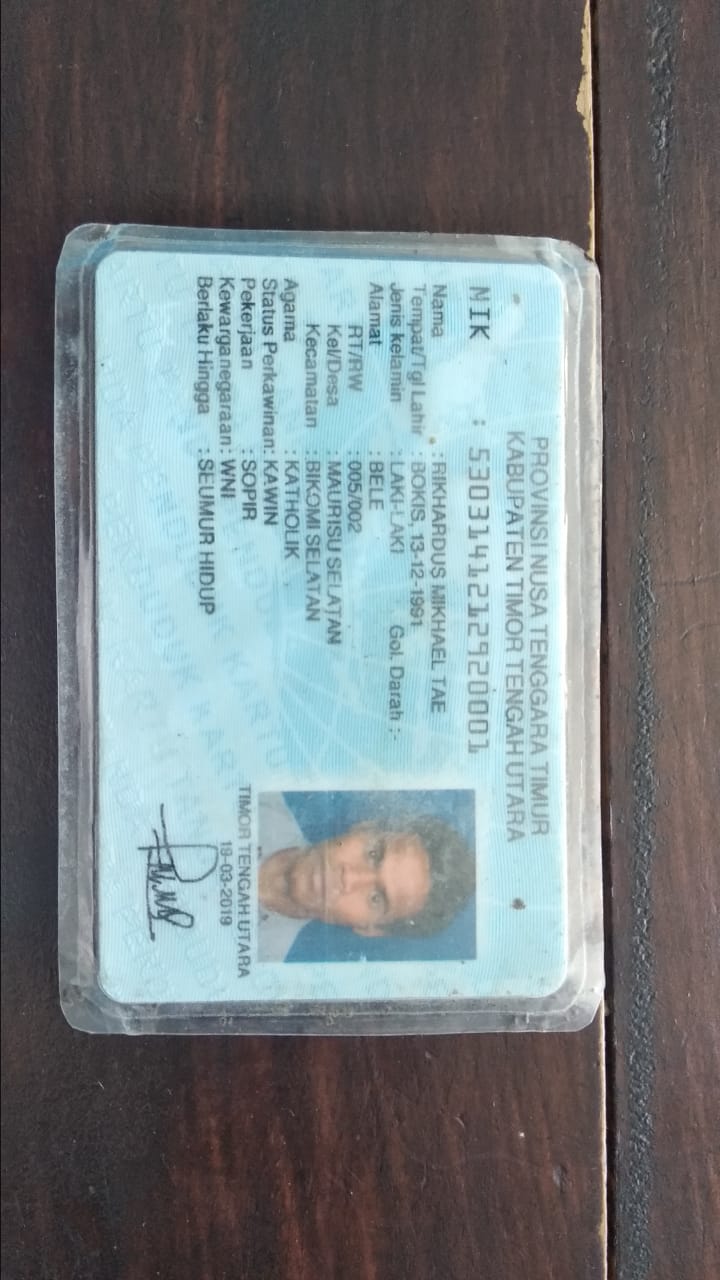 PROVINSI NUSA TENGGARA TIMUR
KABUPATEN TIMOR TENGAH UTARA
NIK : 5303141212920001
Nama : RIKHARDUS MIKHAEL TAE
Tempat/Tgl Lahir : BOKIS, 13-12-1991
Jenis kelamin : LAKI-LAKI Gol. Darah : -
Alamat : BELE
RT/RW : 005/002
Kel/Desa : MAURISU SELATAN
Kecamatan : BIKOMI SELATAN
Agama : KATHOLIK
Status Perkawinan: KAWIN
Pekerjaan : SOPIR
Kewarganegaraan: WNI
Berlaku Hingga : SEUMUR HIDUP
TIMOR TENGAH UTARA
19-03-2019